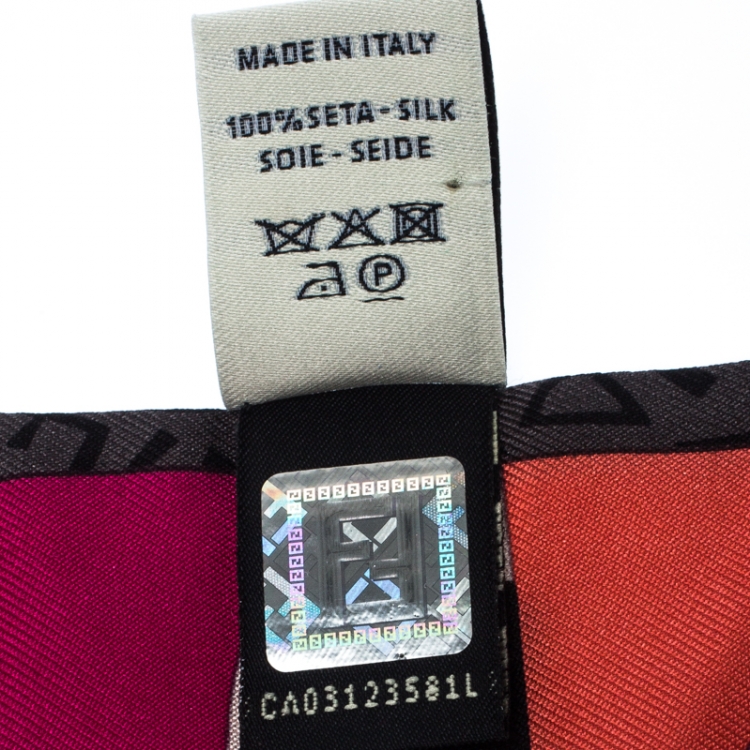 MADE IN ITALY
100% SETA - SILK
SOIE - SEIDE
P
CA03123581L